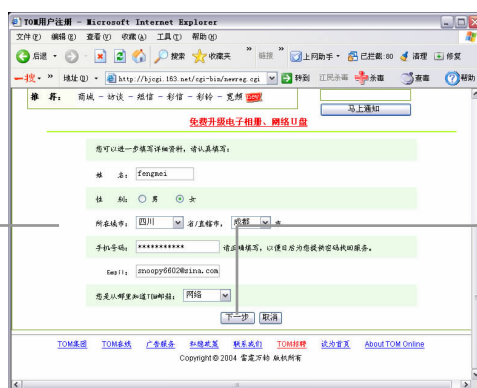 TOM用户注册 - Microsoft Internet Explorer
文件(F) 编辑(E) 查看(V) 收藏(A) 工具(T) 帮助(H)
后退 搜索 收藏夹 上网助手 已拦截:80 清理 修复
一搜 地址(D) http://bjcgi.163.net/cgi-bin/newreg.cgi 转到 江民杀毒 杀毒 查毒 帮助
推 荐: 商城 - 访谈 - 短信 - 彩信 - 彩铃 - 宽频 new
马上通知
免费升级电子相册、网络U盘
您可以进一步填写详细资料,请认真填写:
姓 名: fengmei
性 别: 男 女
所在城市: 四川 省/直辖市, 成都 市
手机号码: *********** 请正确填写,以便日后为您提供密码找回服务。
Email: snoopy6602@sina.com
您是从哪里知道TOM邮箱: 网络
下一步 取消
TOM集团 TOM在线 广告服务 私隐政策 联系我们 TOM招聘 设为首页 About TOM Online
Copyright © 2004 雷霆万钧 版权所有